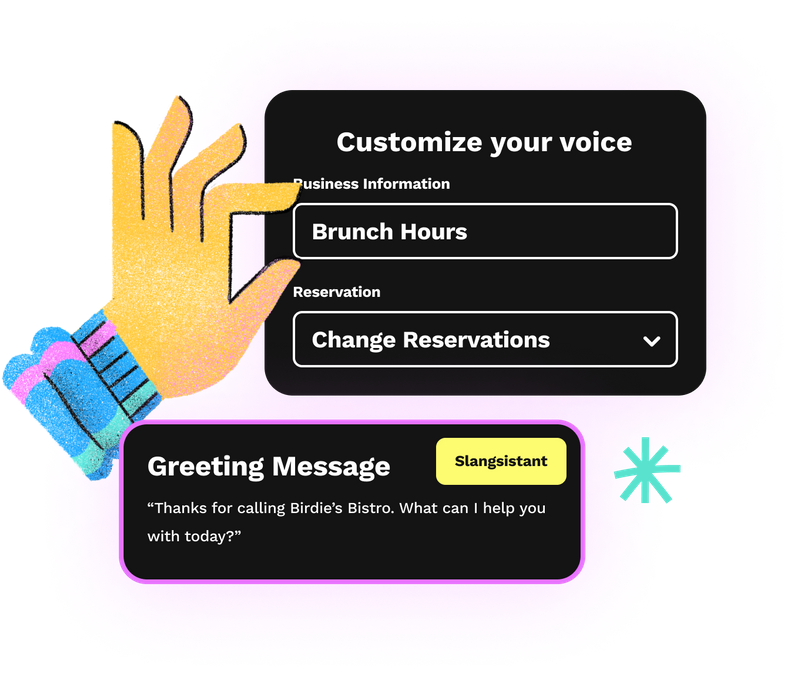 Customize your voice
Business Information
Brunch Hours
Reservation
Change Reservations
Greeting Message
Slangsistant
“Thanks for calling Birdie’s Bistro. What can I help you
with today?”